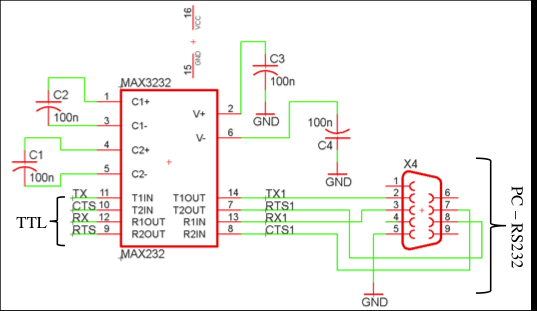 16
VCC
15
GND
MAX3232
C2
100n
C1
100n
1 C1+
3 C1-
4 C2+
5 C2-
V+ 2
V- 6
C3
100n
GND
100n
C4
GND
TTL
TX 11 T1IN T1OUT 14 TX1
CTS 10 T2IN T2OUT 7 RTS1
RX 12 R1OUT R1IN 13 RX1
RTS 9 R2OUT R2IN 8 CTS1
MAX232
X4
1
2 6
3 7
4 8
5 9
GND
PC – RS232